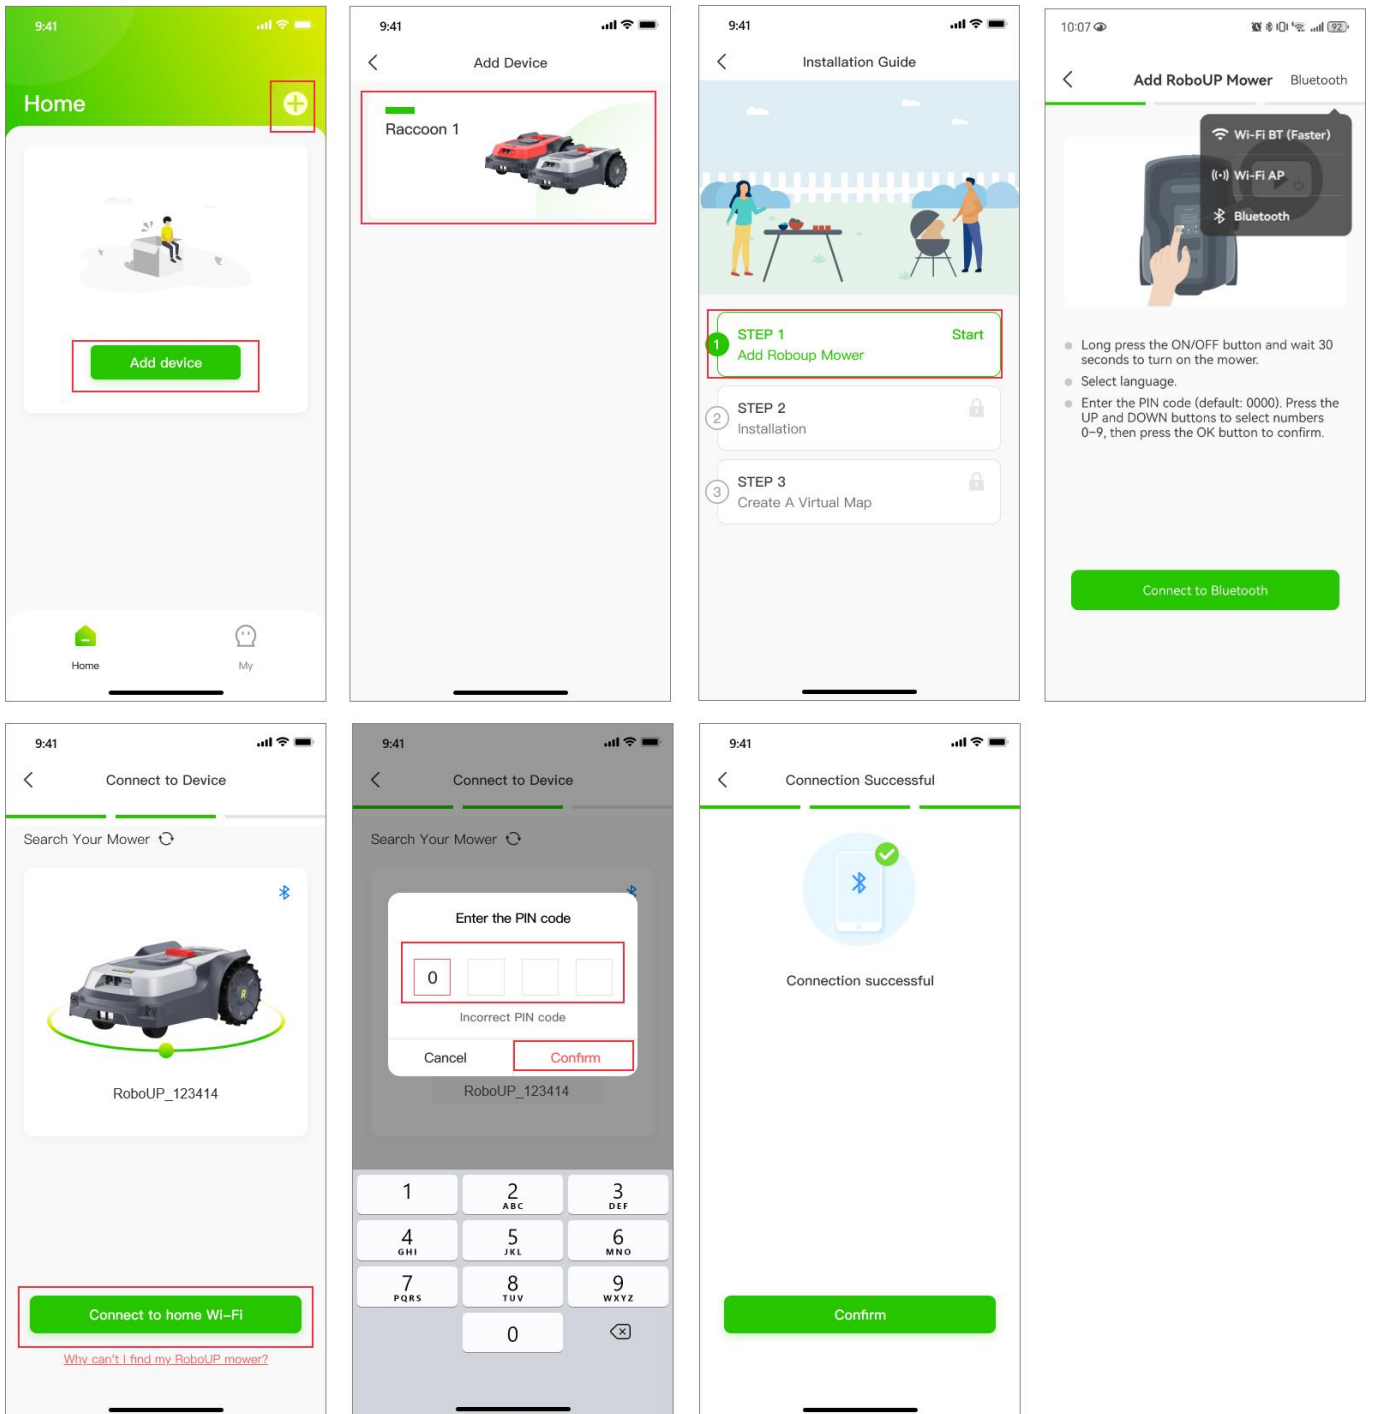 9:41
Home
Add device
Home
My
9:41
Add Device
Raccoon 1
9:41
Installation Guide
1
STEP 1
Start
Add Roboup Mower
2
STEP 2
Installation
3
STEP 3
Create A Virtual Map
10:07
92
Add RoboUP Mower
Bluetooth
Wi-Fi BT (Faster)
Wi-Fi AP
Bluetooth
Long press the ON/OFF button and wait 30
seconds to turn on the mower.
Select language.
Enter the PIN code (default: 0000). Press the
UP and DOWN buttons to select numbers
0-9, then press the OK button to confirm.
Connect to Bluetooth
9:41
Connect to Device
Search Your Mower
R
RoboUP_123414
Connect to home Wi-Fi
Why can't I find my RoboUP mower?
9:41
Connect to Device
Search Your Mower
Enter the PIN code
0
Incorrect PIN code
Cancel
Confirm
RoboUP_123414
1
2
ABC
3
DEF
4
GHI
5
JKL
6
MNO
7
PQRS
8
TUV
9
WXYZ
0
9:41
Connection Successful
Connection successful
Confirm